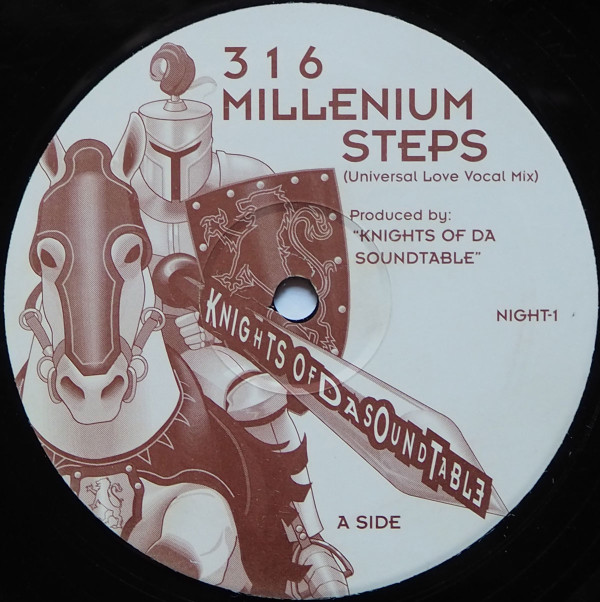 3 1 6
MILLENIUM
STEPS
(Universal Love Vocal Mix)
Produced by:
"KNIGHTS OF DA
SOUNDTABLE"
NIGHT-1
KNIGHTS OF DA SOUNDTABLE
A SIDE